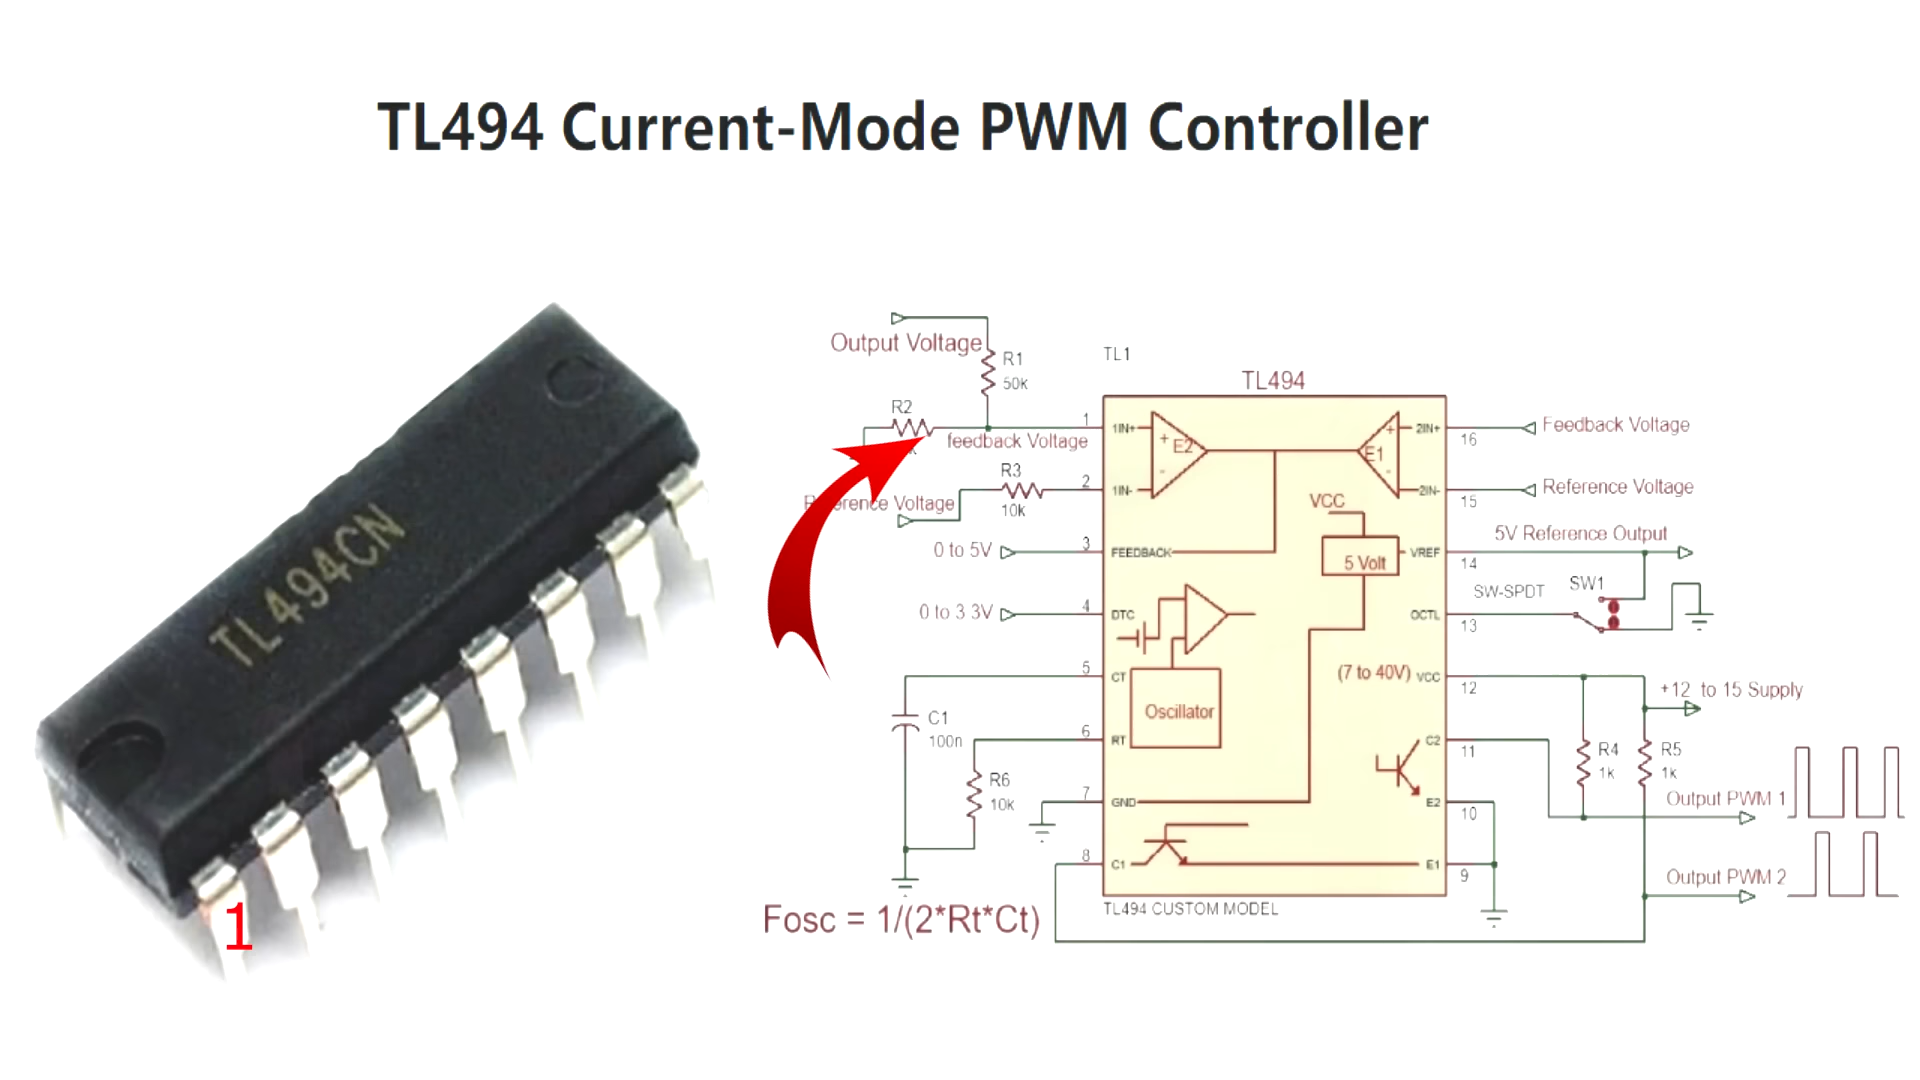 TL494 Current-Mode PWM Controller
TL494CN
1
Output Voltage
R1
50k
R2
k
feedback Voltage
R3
10k
Voltage
0 to 5V
0 to 3.3V
C1
100n
R6
10k
Fosc = 1/(2*Rt*Ct)
TL1
TL494
1 1IN+
2 1IN-
3 FEEDBACK
4 DTC
5 CT
6 RT
7 GND
8 C1
+ E2
-
+
E1
-
VCC
5 Volt
Oscillator
(7 to 40V)
2IN+ 16
2IN- 15
VREF 14
OCTL 13
VCC 12
C2 11
E2 10
E1 9
TL494 CUSTOM MODEL
Feedback Voltage
Reference Voltage
5V Reference Output
SW-SPDT
SW1
+12 to 15 Supply
R4
1k
R5
1k
Output PWM 1
Output PWM 2